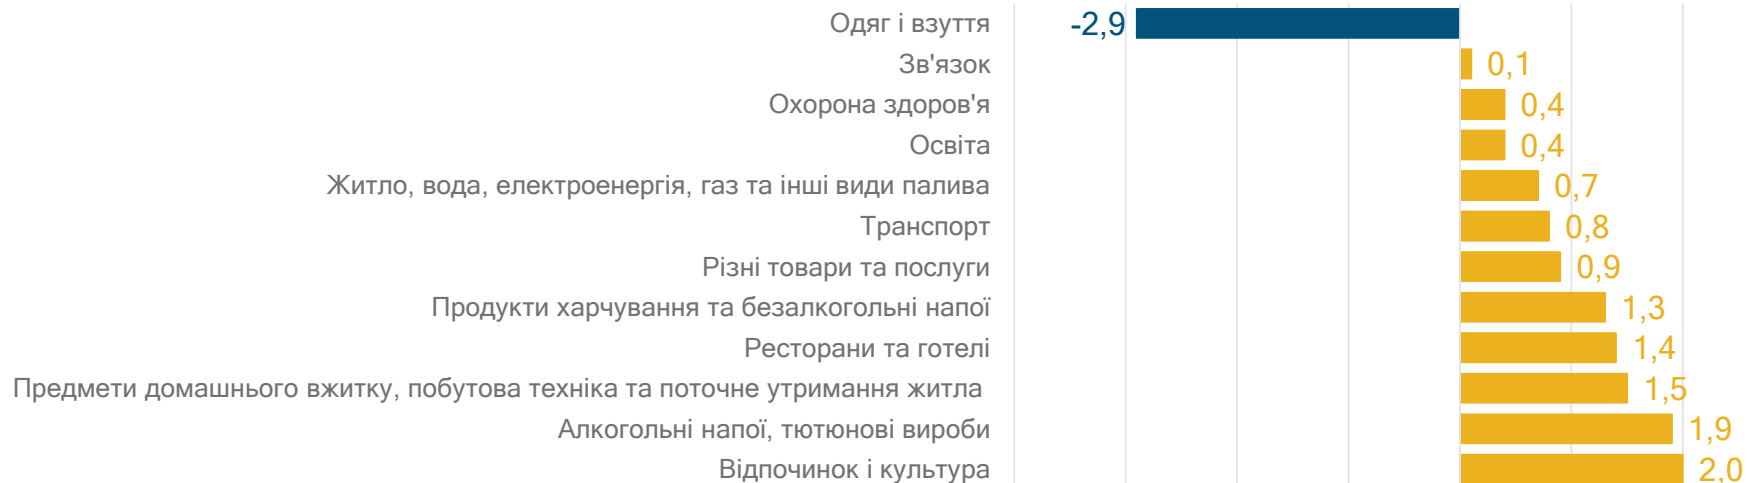 Одяг і взуття -2,9
Зв'язок 0,1
Охорона здоров'я 0,4
Освіта 0,4
Житло, вода, електроенергія, газ та інші види палива 0,7
Транспорт 0,8
Різні товари та послуги 0,9
Продукти харчування та безалкогольні напої 1,3
Ресторани та готелі 1,4
Предмети домашнього вжитку, побутова техніка та поточне утримання житла 1,5
Алкогольні напої, тютюнові вироби 1,9
Відпочинок і культура 2,0